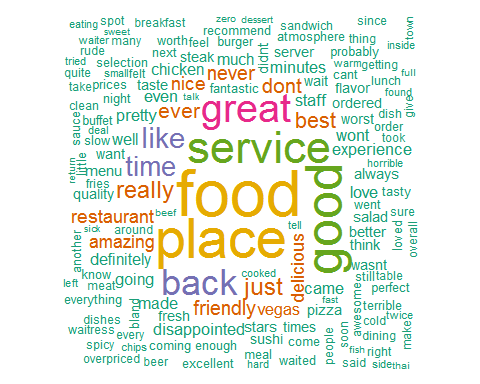 zero dessert
eating spot breakfast recommend sandwich since
sweet
waiter many worth feel burger atmosphere thing town
rude next steak much didnt server probably inside
tried selection chicken never minutes warm getting
quite small felt nice dont wait cant lunch full
take prices taste fantastic staff flavor found
night even talk ordered give
clean pretty ever great best worst dish
sauce buffet order
deal like wont took
slow well service experience
want horrible
return little menu time always
fries really food good love tasty
quality went
restaurant beef salad sure
sick around place tell better loved overall
another amazing think
definitely wasnt
know going back cooked delicious still table
left meat just came awesome perfect
everything made fast
friendly vegas pizza terrible
dishes bland fresh cold twice
waitress every disappointed stars times soon dining make
sushi come people
spicy chips coming enough fish right
overpriced beer excellent meal hard waited said side thai